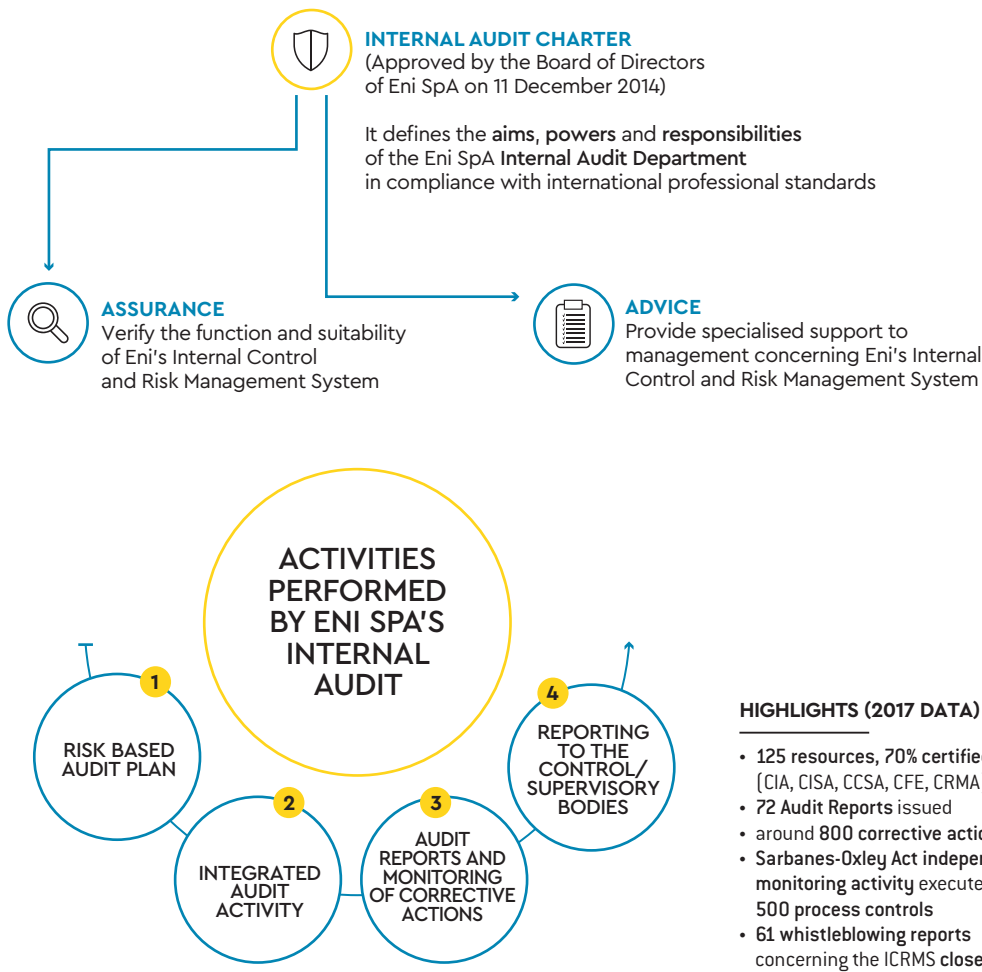 INTERNAL AUDIT CHARTER
(Approved by the Board of Directors
of Eni SpA on 11 December 2014)
It defines the aims, powers and responsibilities
of the Eni SpA Internal Audit Department
in compliance with international professional standards
ASSURANCE
Verify the function and suitability
of Eni's Internal Control
and Risk Management System
ADVICE
Provide specialised support to
management concerning Eni's Internal
Control and Risk Management System
ACTIVITIES
PERFORMED
BY ENI SPA'S
INTERNAL
AUDIT
1
RISK BASED
AUDIT PLAN
2
INTEGRATED
AUDIT
ACTIVITY
3
AUDIT
REPORTS AND
MONITORING
OF CORRECTIVE
ACTIONS
4
REPORTING
TO THE
CONTROL/
SUPERVISORY
BODIES
HIGHLIGHTS (2017 DATA)
• 125 resources, 70% certified
(CIA, CISA, CCSA, CFE, CRMA
• 72 Audit Reports issued
• around 800 corrective
• Sarbanes-Oxley Act
monitoring activity
500 process controls
• 61 whistleblowing reports
concerning the ICRMS